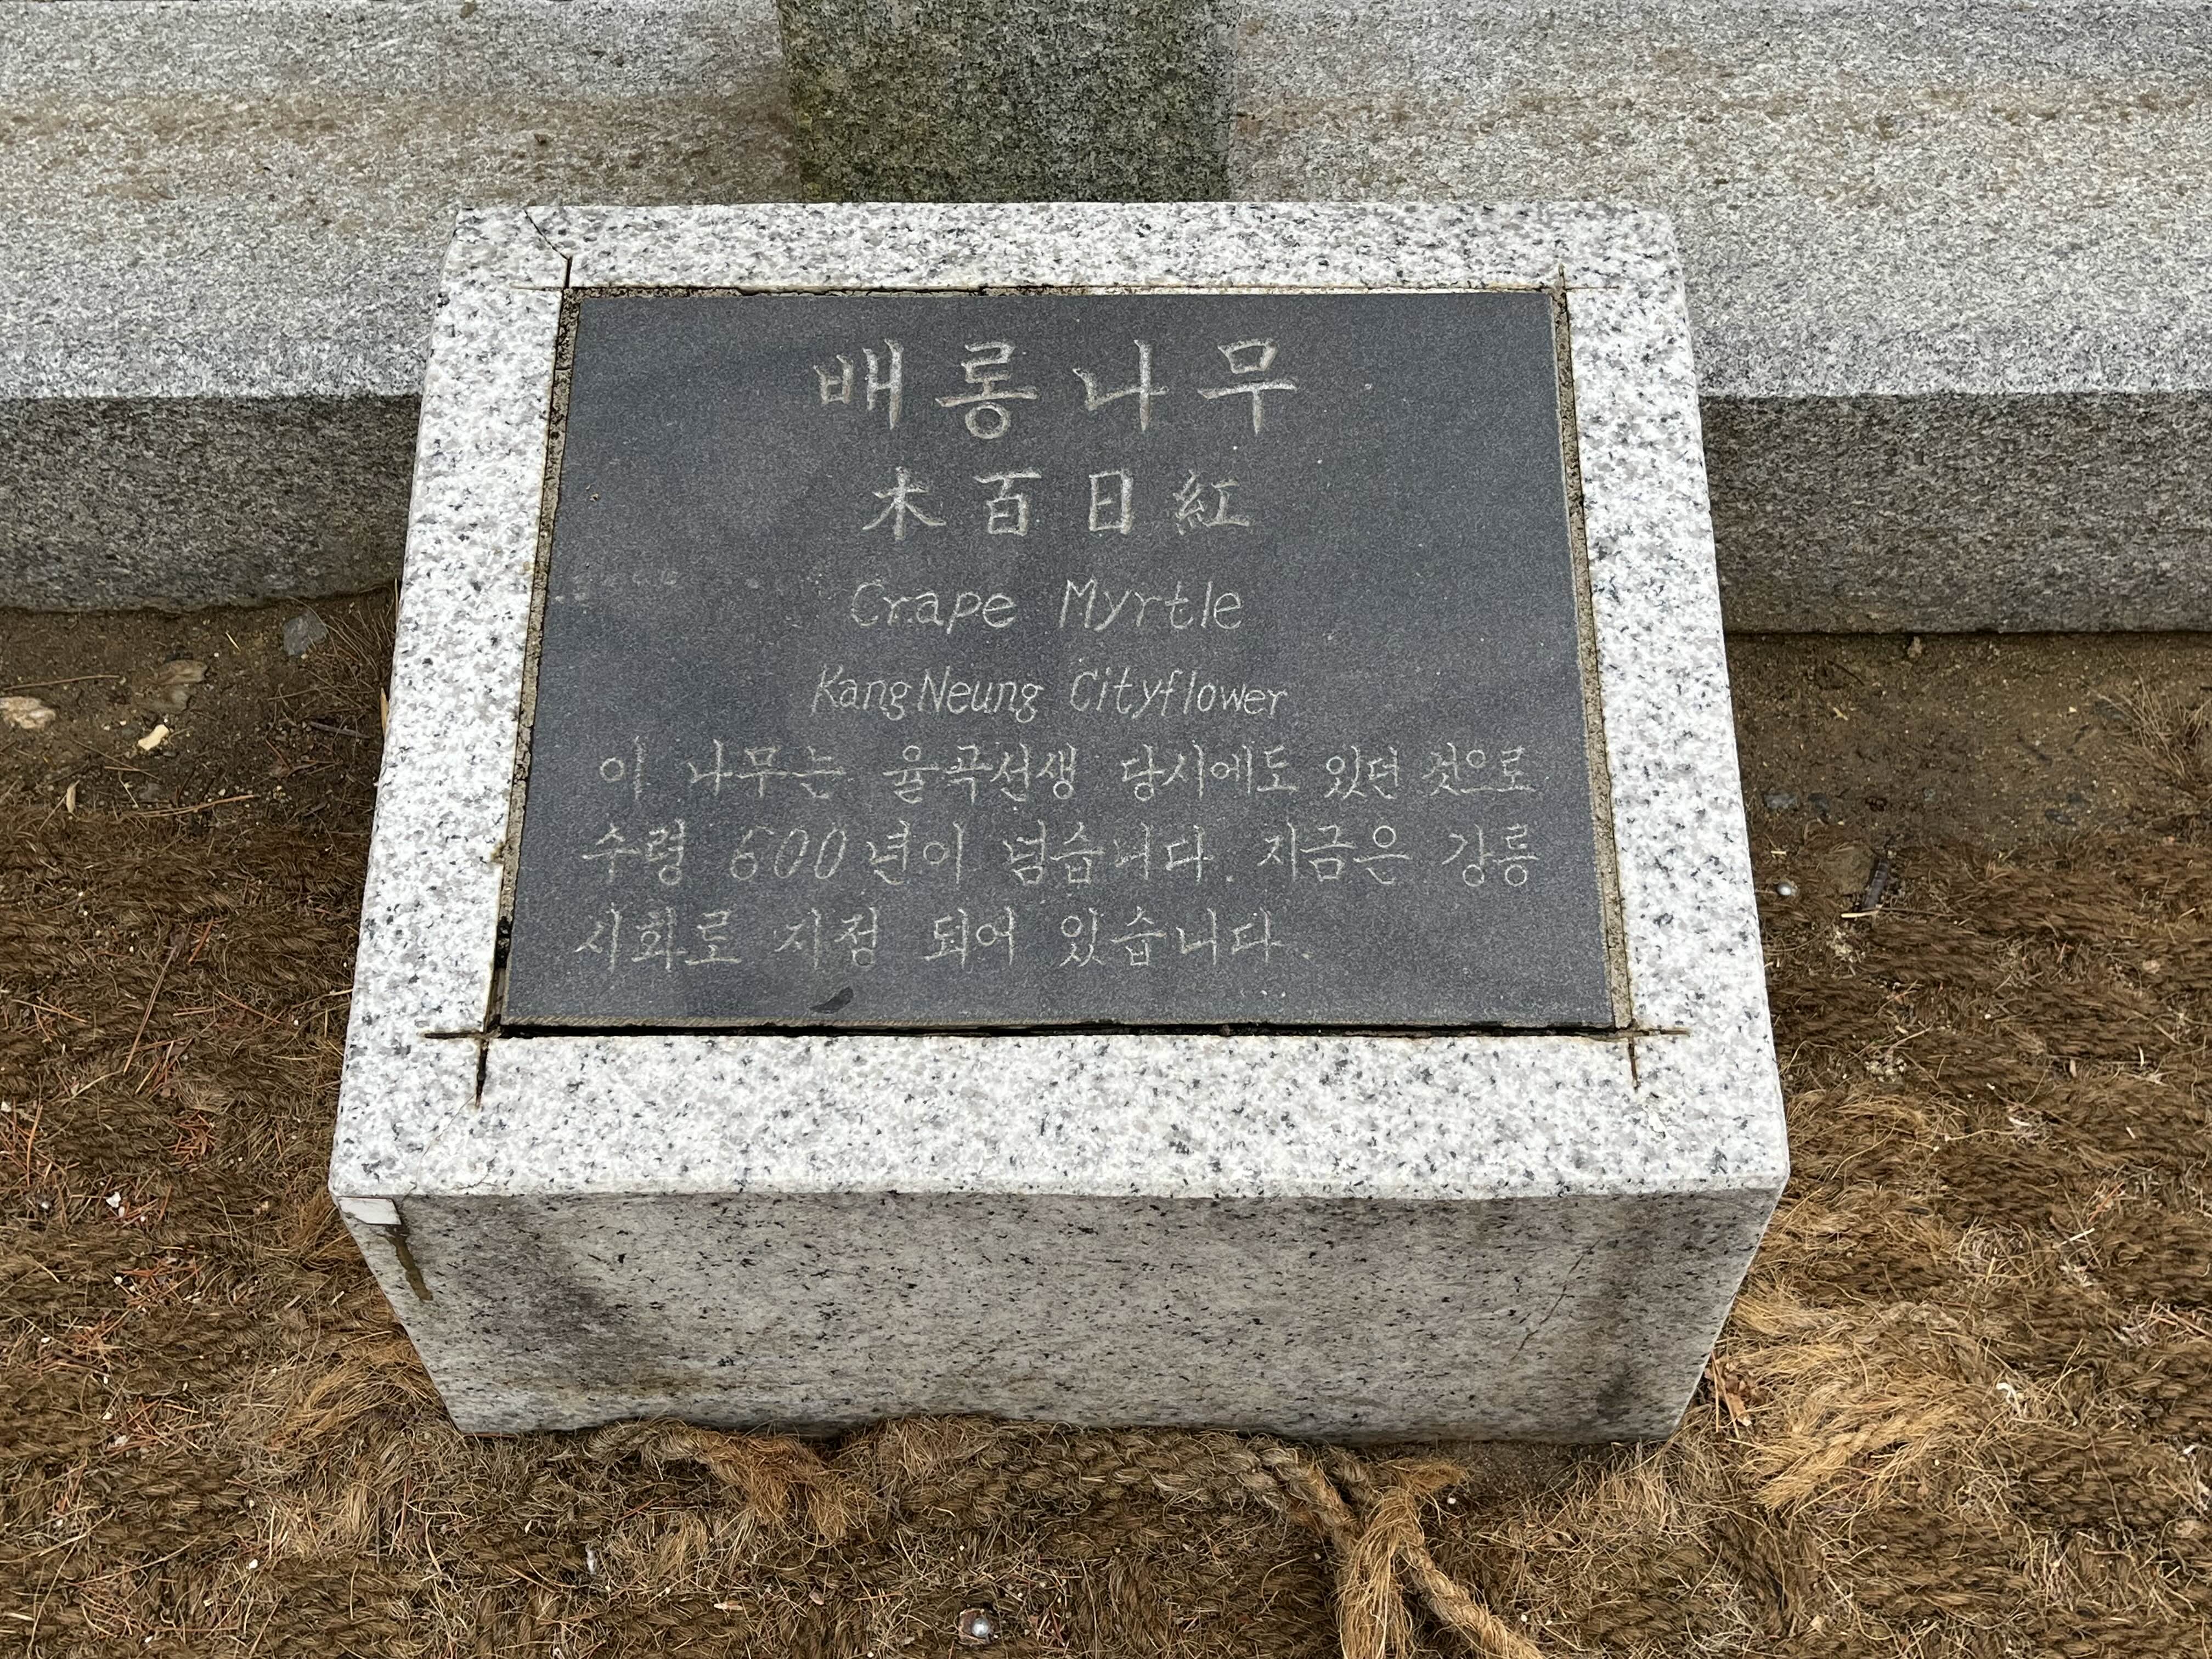 배롱나무
木百日紅
Crape Myrtle
KangNeung Cityflower
이 나무는 율곡선생 당시에도 있던 것으로
수령 600년이 넘습니다. 지금은 강릉
시화로 지정 되어 있습니다.